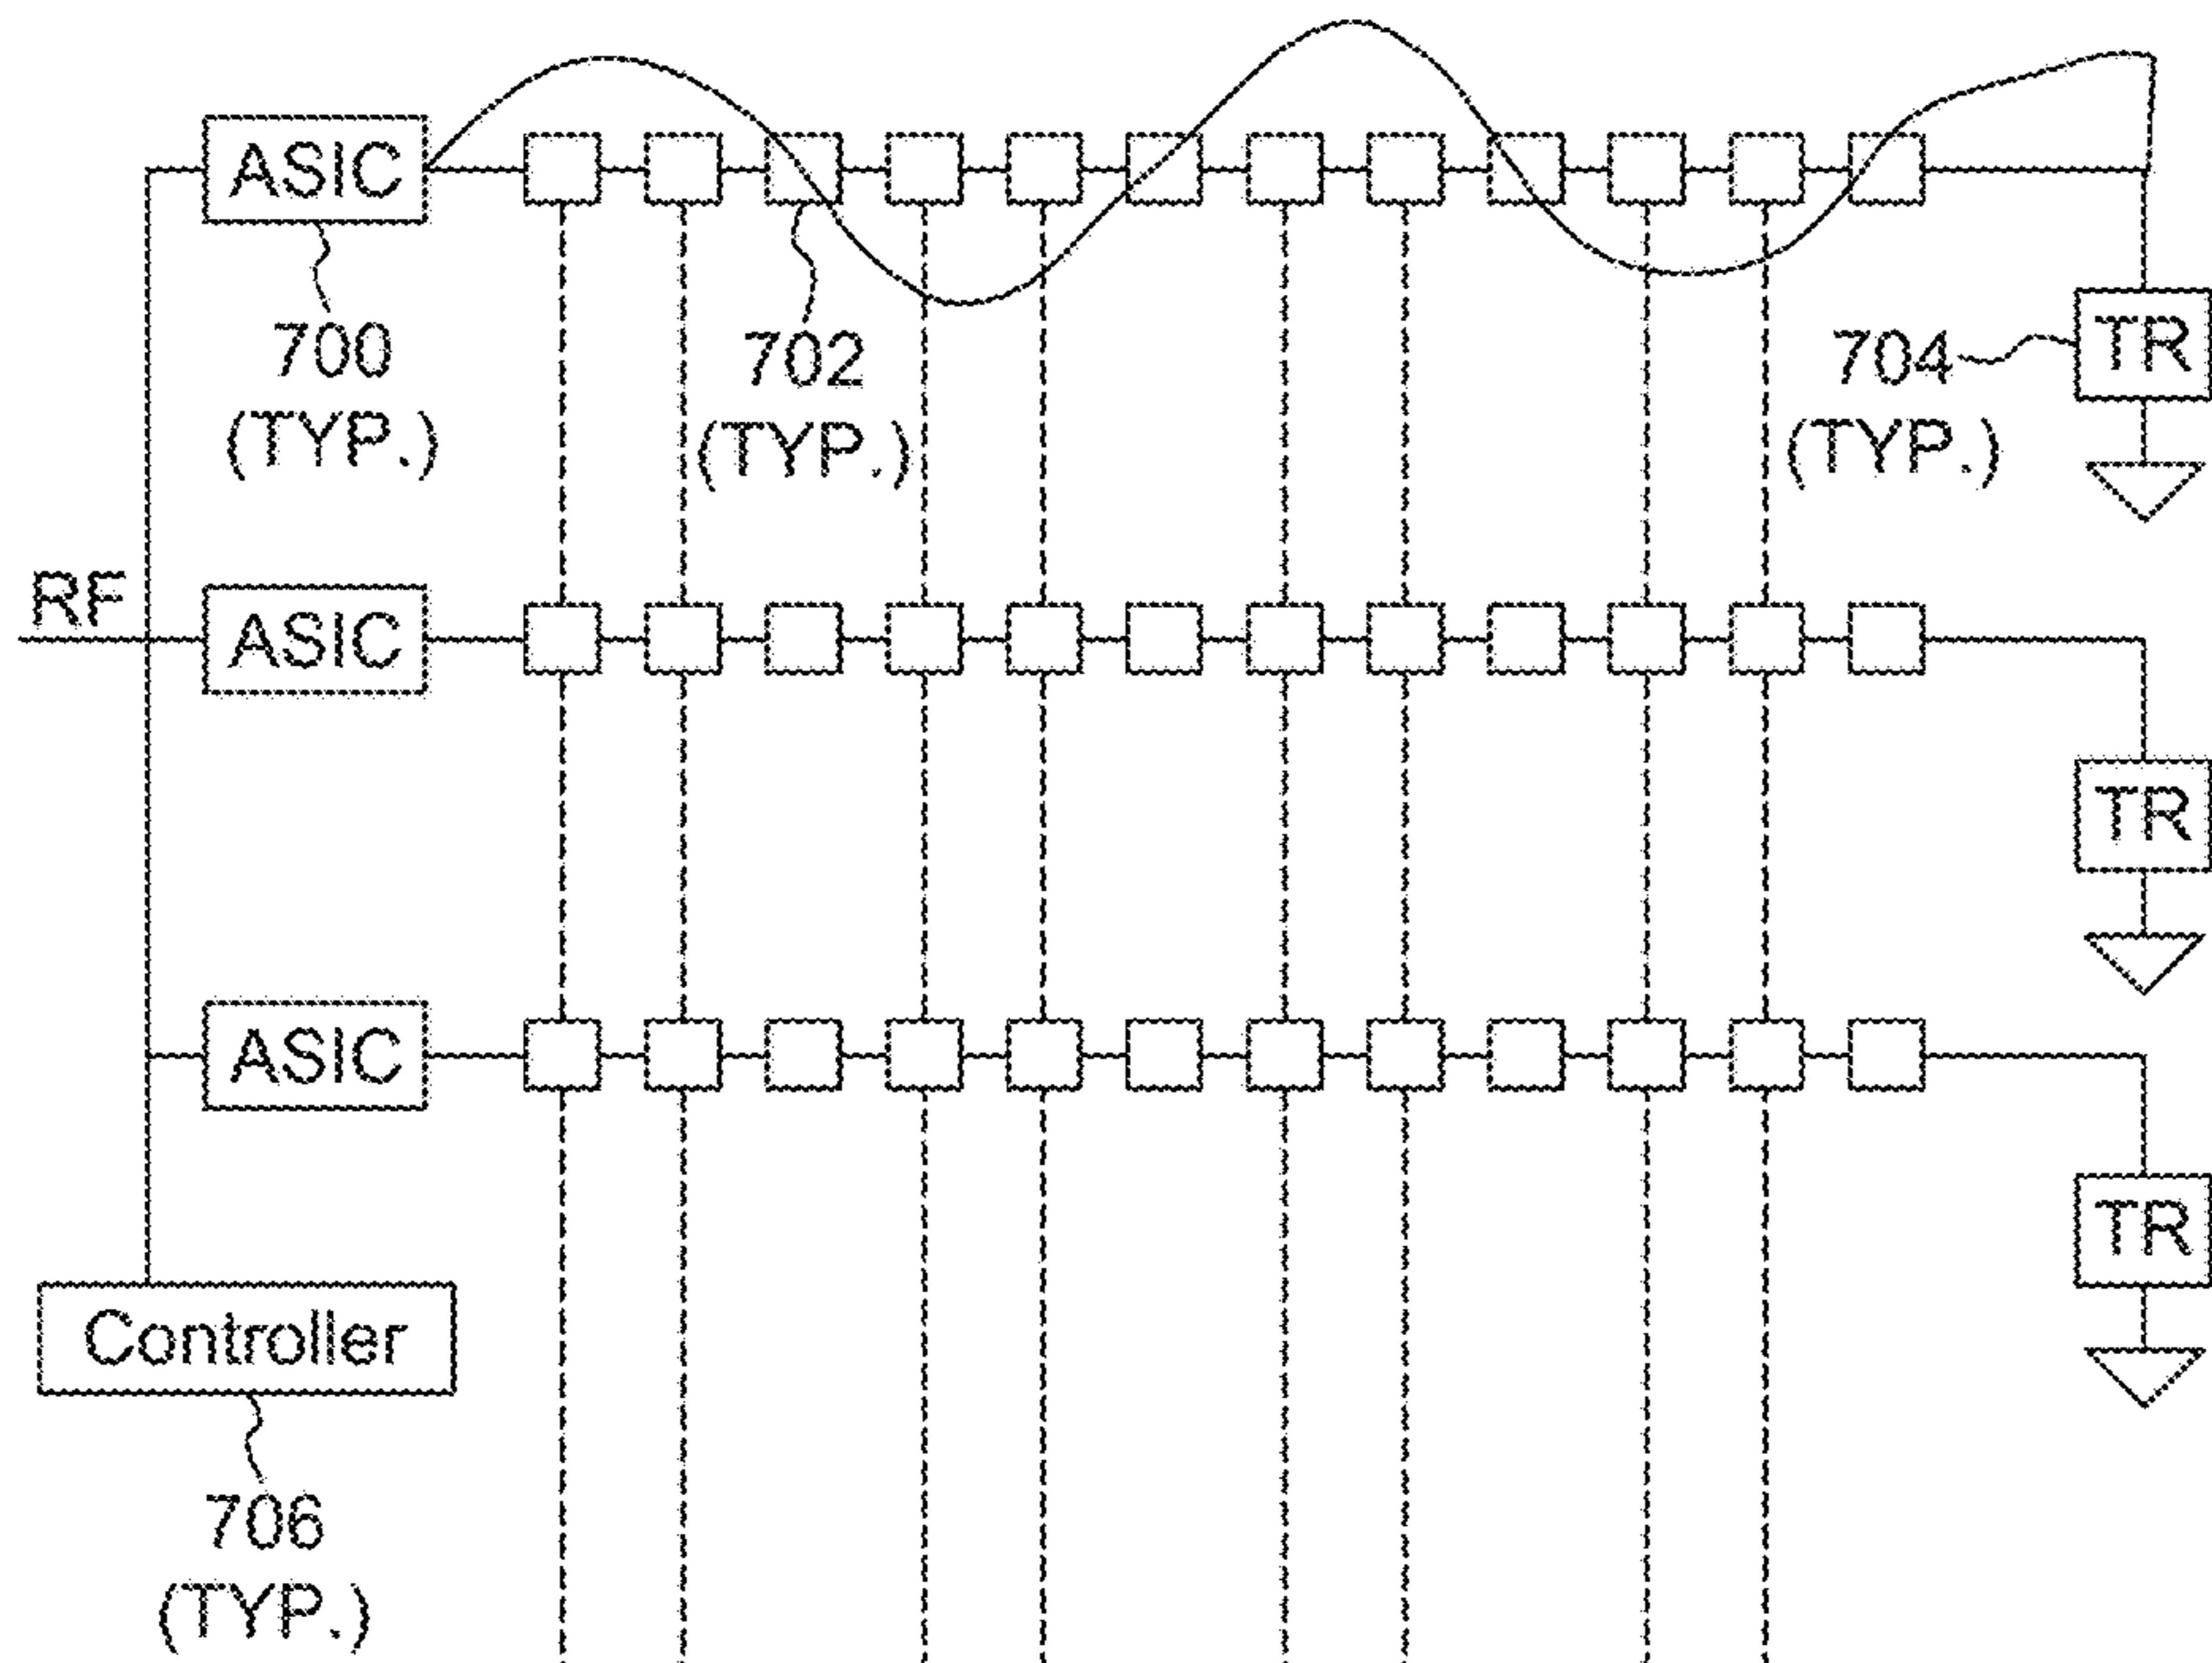 ASIC
700
(TYP.)
702
(TYP.)
704
(TYP.)
TR
RF
ASIC
TR
ASIC
TR
Controller
706
(TYP.)